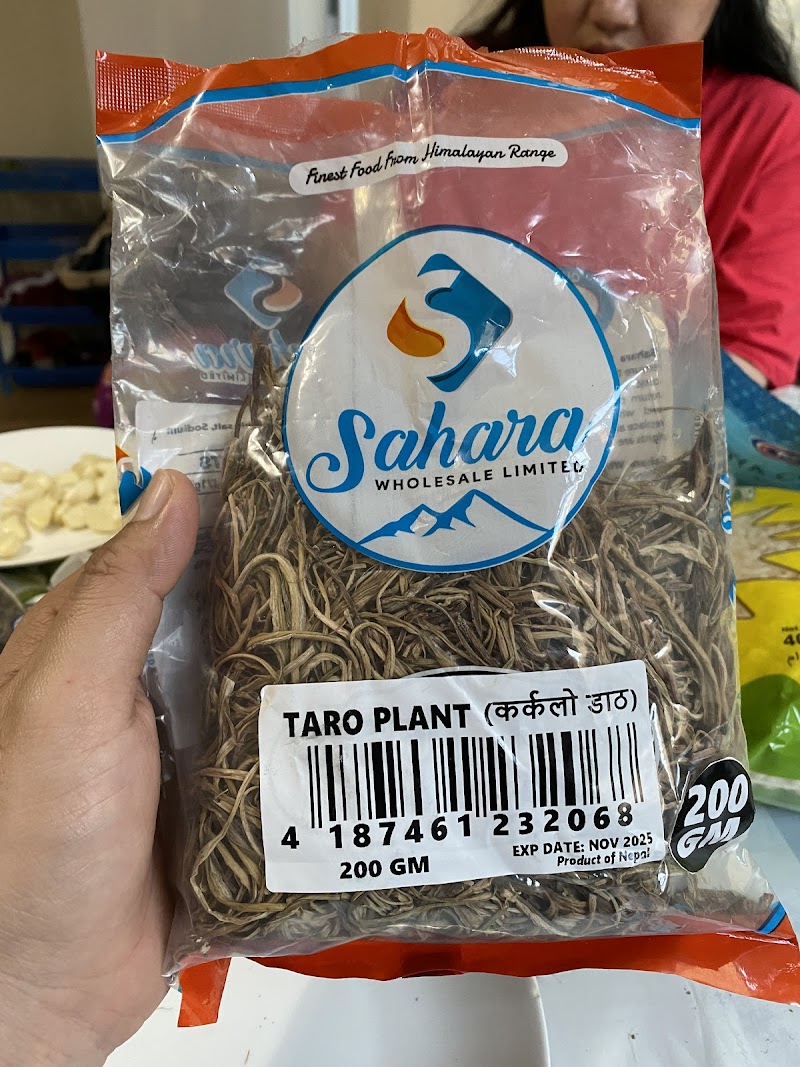 Finest Food From Himalayan Range
Sahara
WHOLESALE LIMITED
TARO PLANT (कर्कलो डाठ)
4 187461 232068
200 GM
EXP DATE: NOV 2025
Product of Nepal
200
GM